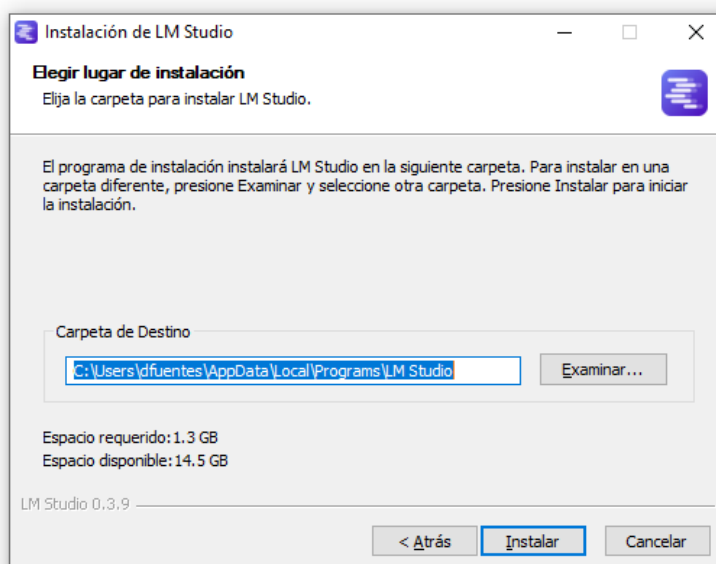 Instalación de LM Studio
Elegir lugar de instalación
Elija la carpeta para instalar LM Studio.
El programa de instalación instalará LM Studio en la siguiente carpeta. Para instalar en una
carpeta diferente, presione Examinar y seleccione otra carpeta. Presione Instalar para iniciar
la instalación.
Carpeta de Destino
C:\Users\dfuentes\AppData\Local\Programs\LM Studio
Examinar...
Espacio requerido: 1.3 GB
Espacio disponible: 14.5 GB
LM Studio 0.3.9
< Atrás Instalar Cancelar